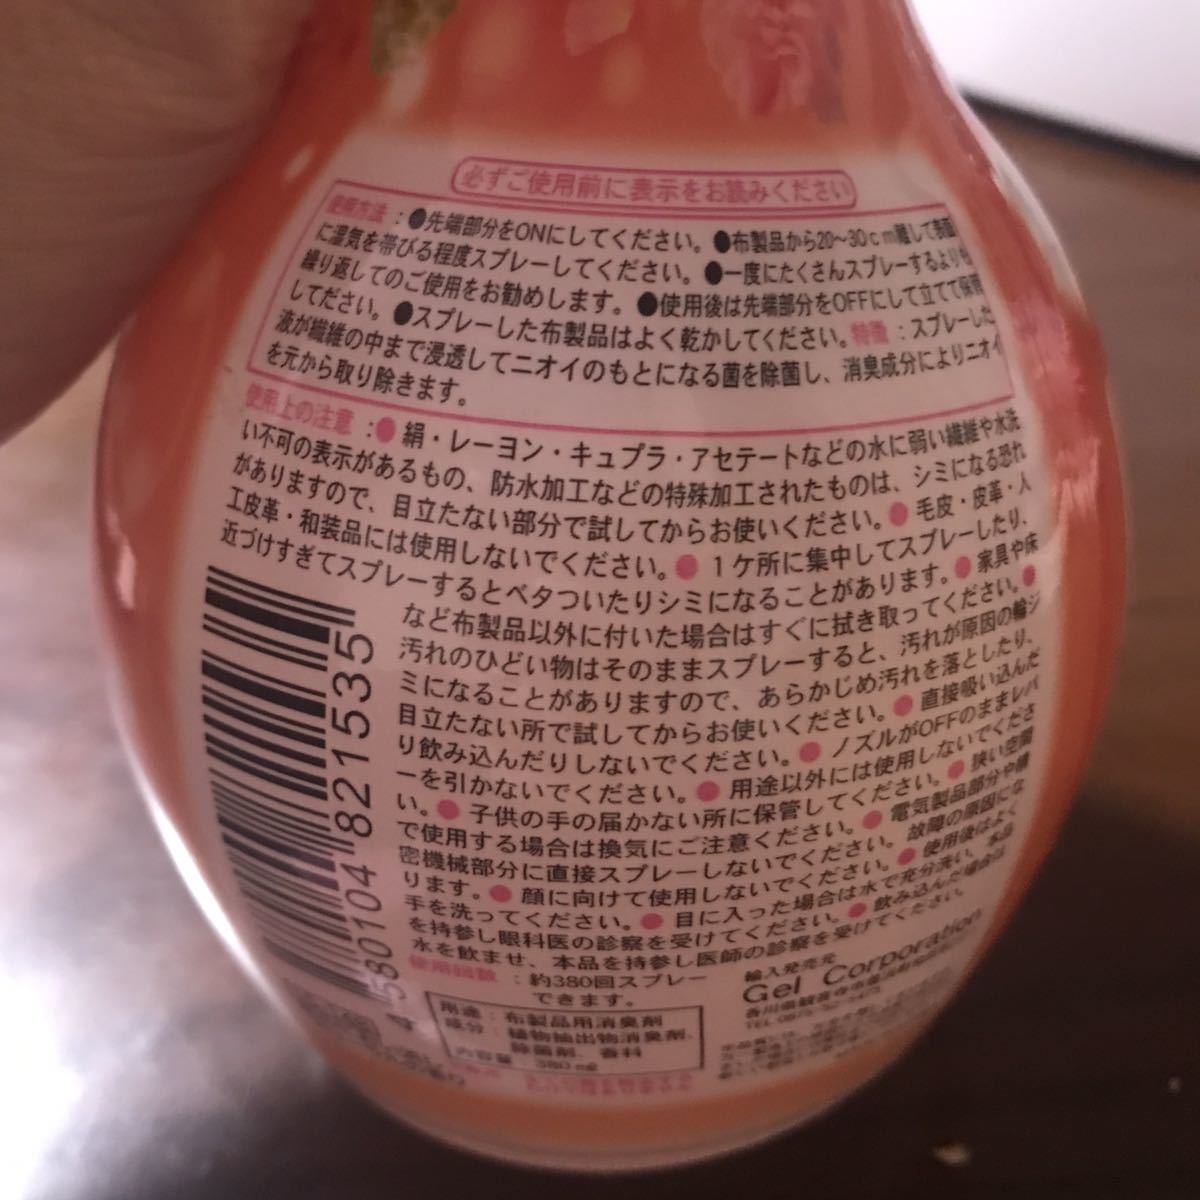 必ずご使用前に表示をお読みください
使用方法：●先端部分をONにしてください。●布製品から20〜30cm離して表面
に湿気を帯びる程度スプレーしてください。●一度にたくさんスプレーするよりも
繰り返してのご使用をお勧めします。●使用後は先端部分をOFFにして立てて保管
してださい。●スプレーした布製品はよく乾かしてください。特徴：スプレーした
液が繊維の中まで浸透してニオイのもとになる菌を除菌し、消臭成分によりニオイ
を元から取り除きます。
使用上の注意：●絹・レーヨン・キュプラ・アセテートなどの水に弱い繊維や水洗
い不可の表示があるもの、防水加工などの特殊加工されたものは、シミになる恐れ
がありますので、目立たない部分で試してからお使いください。●毛皮・皮革・人
工皮革・和装品には使用しないでください。●1ケ所に集中してスプレーしたり、
近づけすぎてスプレーするとベタついたりシミになることがあります。●家具や床
など布製品以外に付いた場合はすぐに拭き取ってください。●
汚れのひどい物はそのままスプレーすると、汚れが原因の輪ジ
ミになることがありますので、あらかじめ汚れを落としたり、
目立たない所で試してからお使いください。●直接吸い込んだ
り飲み込んだりしないでください。●ノズルがOFFのままレバ
ーを引かないでください。●用途以外には使用しないでくださ
い。●子供の手の届かない所に保管してください。●狭い空間
で使用する場合は換気にご注意ください。●電気製品部分や精
密機械部分に直接スプレーしないでください。故障の原因にな
ります。●顔に向けて使用しないでください。●使用後はよく
手を洗ってください。●目に入った場合は水で充分洗い、本品
を持参し眼科医の診察を受けてください。●飲み込んだ場合は
水を飲ませ、本品を持参し医師の診察を受けてください。
使用回数：約380回スプレー
できます。
用途：布製品用消臭剤
成分：植物抽出物消臭剤、
除菌剤、香料
内容量：380㎖
輸入発売元
Gel Corporation
4 580104 821535